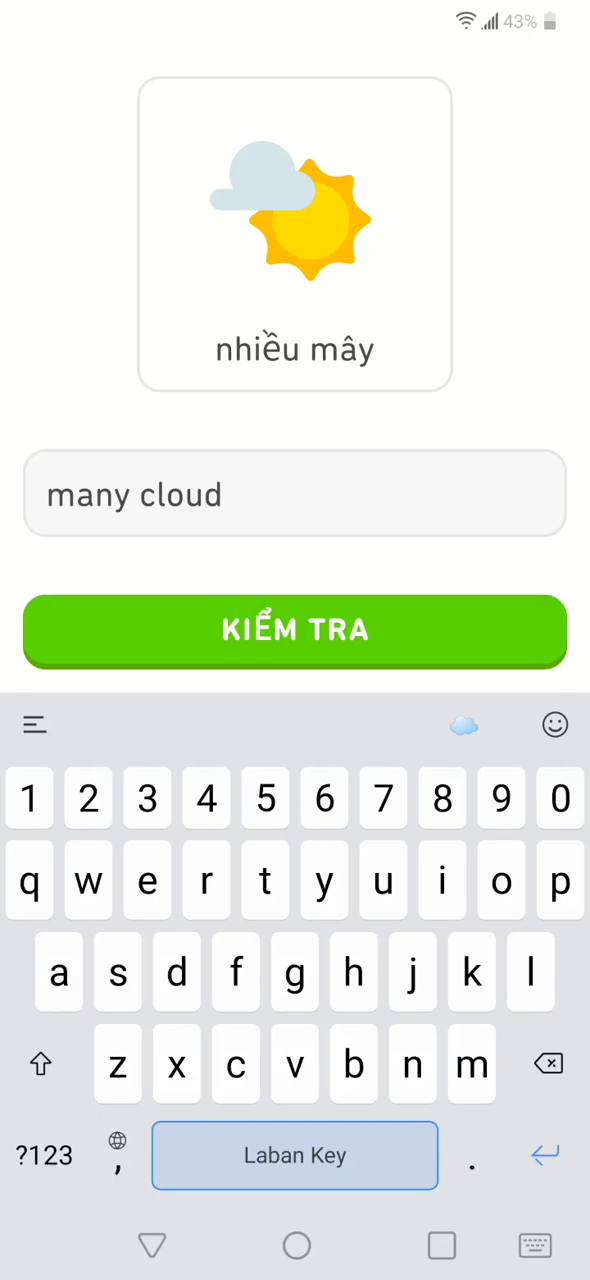 43%
nhiều mây
many cloud
KIỂM TRA
1 2 3 4 5 6 7 8 9 0
q w e r t y u i o p
a s d f g h j k l
z x c v b n m
?123 , Laban Key .